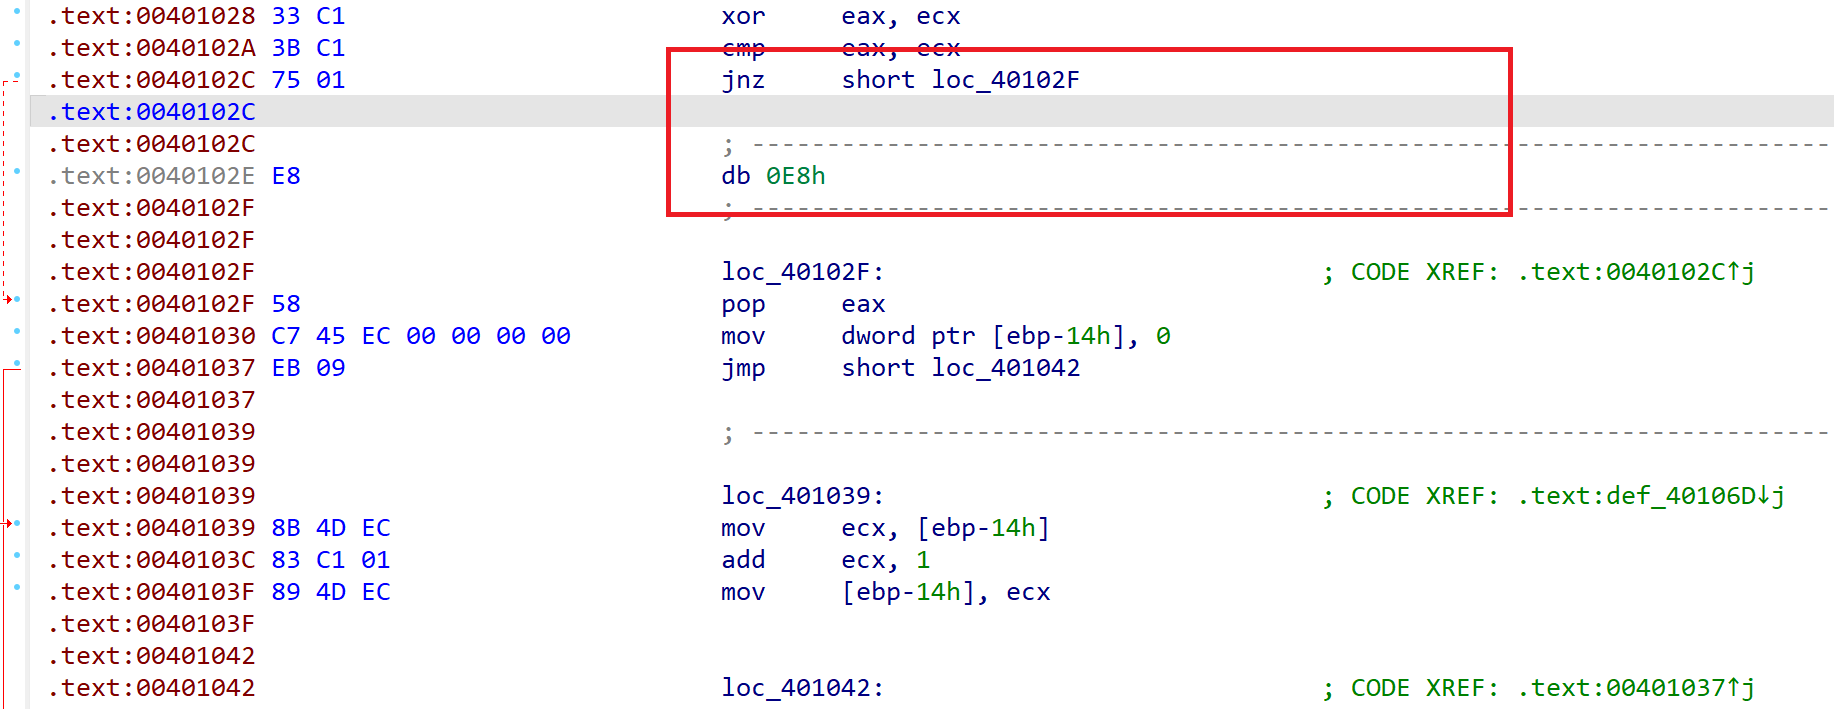 .text:00401028 33 C1 xor eax, ecx
.text:0040102A 3B C1 cmp eax, ecx
.text:0040102C 75 01 jnz short loc_40102F
.text:0040102C
.text:0040102C ; ------------------------------------------------------------------------
.text:0040102E E8 db 0E8h
.text:0040102F ; ------------------------------------------------------------------------
.text:0040102F
.text:0040102F loc_40102F: ; CODE XREF: .text:0040102C↑j
.text:0040102F 58 pop eax
.text:00401030 C7 45 EC 00 00 00 00 mov dword ptr [ebp-14h], 0
.text:00401037 EB 09 jmp short loc_401042
.text:00401037
.text:00401039 ; ------------------------------------------------------------------------
.text:00401039
.text:00401039 loc_401039: ; CODE XREF: .text:def_40106D↓j
.text:00401039 8B 4D EC mov ecx, [ebp-14h]
.text:0040103C 83 C1 01 add ecx, 1
.text:0040103F 89 4D EC mov [ebp-14h], ecx
.text:0040103F
.text:00401042
.text:00401042 loc_401042: ; CODE XREF: .text:00401037↑j